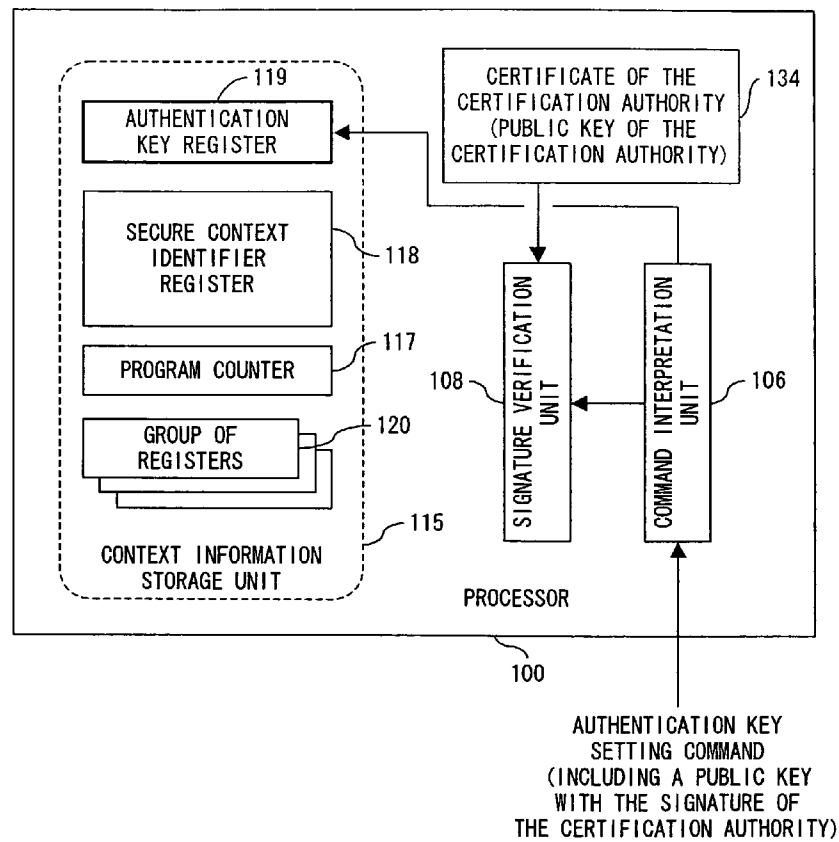 119
AUTHENTICATION
KEY REGISTER
CERTIFICATE OF THE
CERTIFICATION AUTHORITY
(PUBLIC KEY OF THE
CERTIFICATION AUTHORITY)
134
SECURE CONTEXT
IDENTIFIER
REGISTER
118
117
PROGRAM COUNTER
120
GROUP OF
REGISTERS
115
CONTEXT INFORMATION
STORAGE UNIT
108
SIGNATURE VERIFICATION
UNIT
COMMAND INTERPRETATION
UNIT
106
PROCESSOR
100
AUTHENTICATION KEY
SETTING COMMAND
(INCLUDING A PUBLIC KEY
WITH THE SIGNATURE OF
THE CERTIFICATION AUTHORITY)